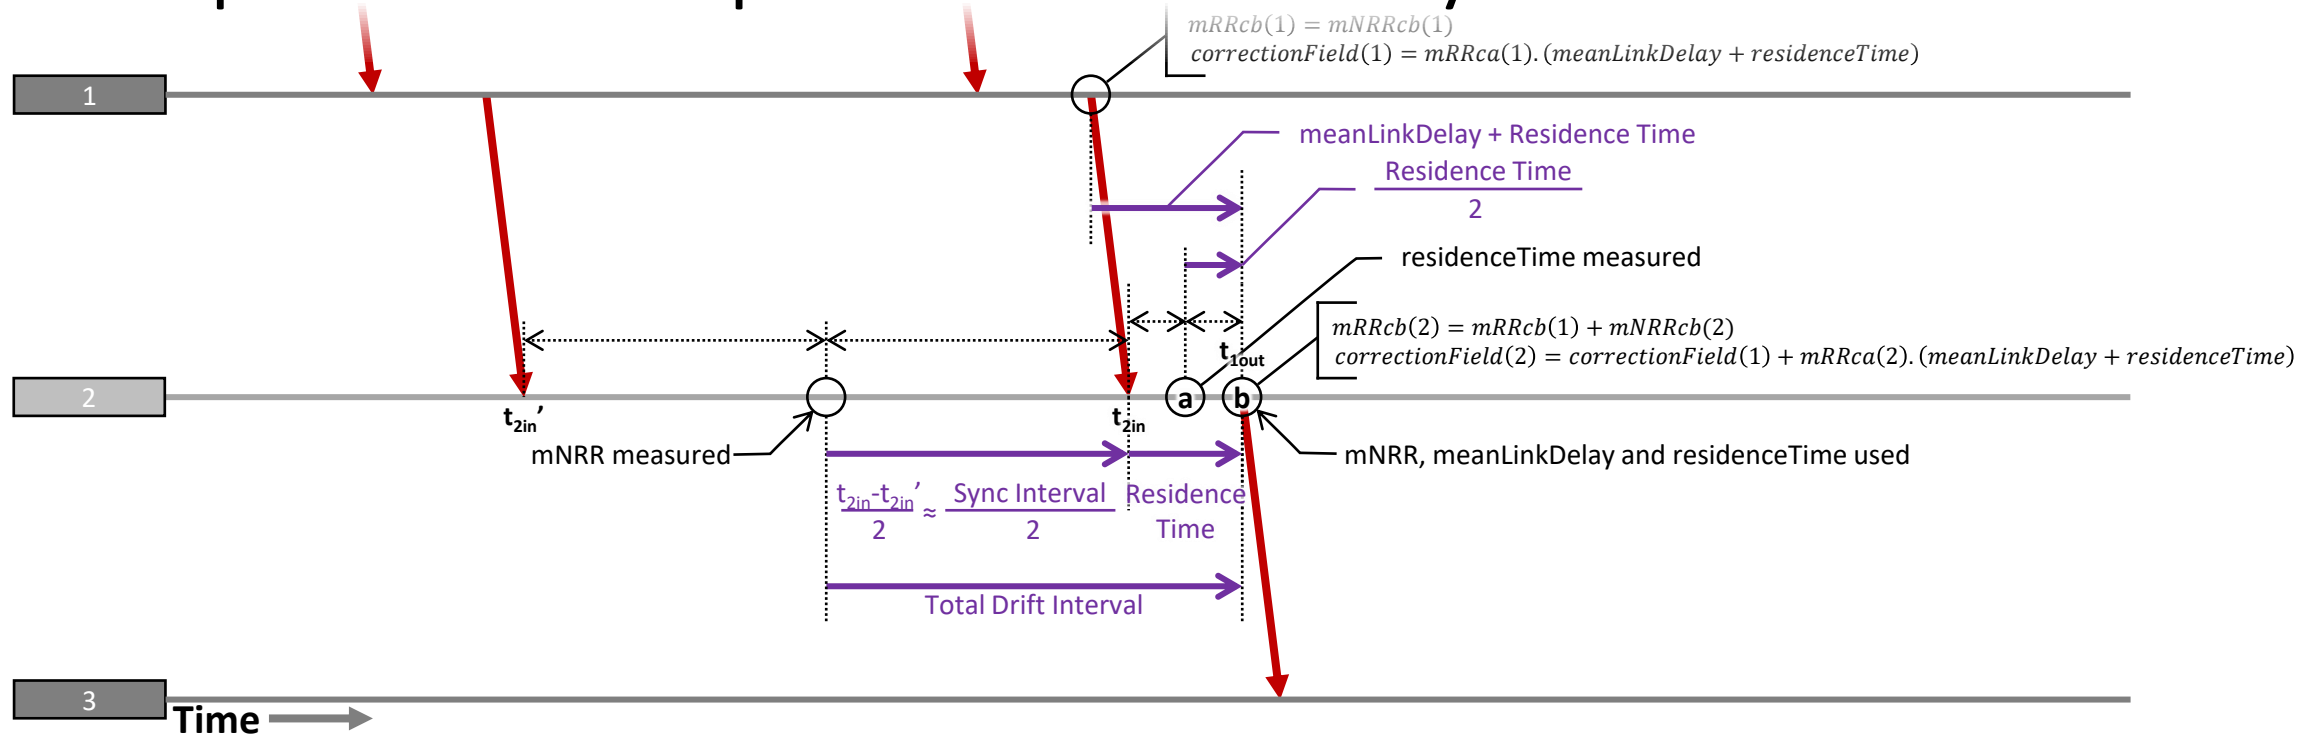 mRRcb(1) = mNRRcb(1)
correctionField(1) = mRRca(1).(meanLinkDelay + residenceTime)
1
meanLinkDelay + Residence Time
Residence Time
2
residenceTime measured
mRRcb(2) = mRRcb(1) + mNRRcb(2)
t1out
correctionField(2) = correctionField(1) + mRRca(2).(meanLinkDelay + residenceTime)
2
a
b
t2in’
t2in
mNRR measured
mNRR, meanLinkDelay and residenceTime used
t2in-t2in’
2
≈
Sync Interval
2
Residence
Time
Total Drift Interval
3
Time